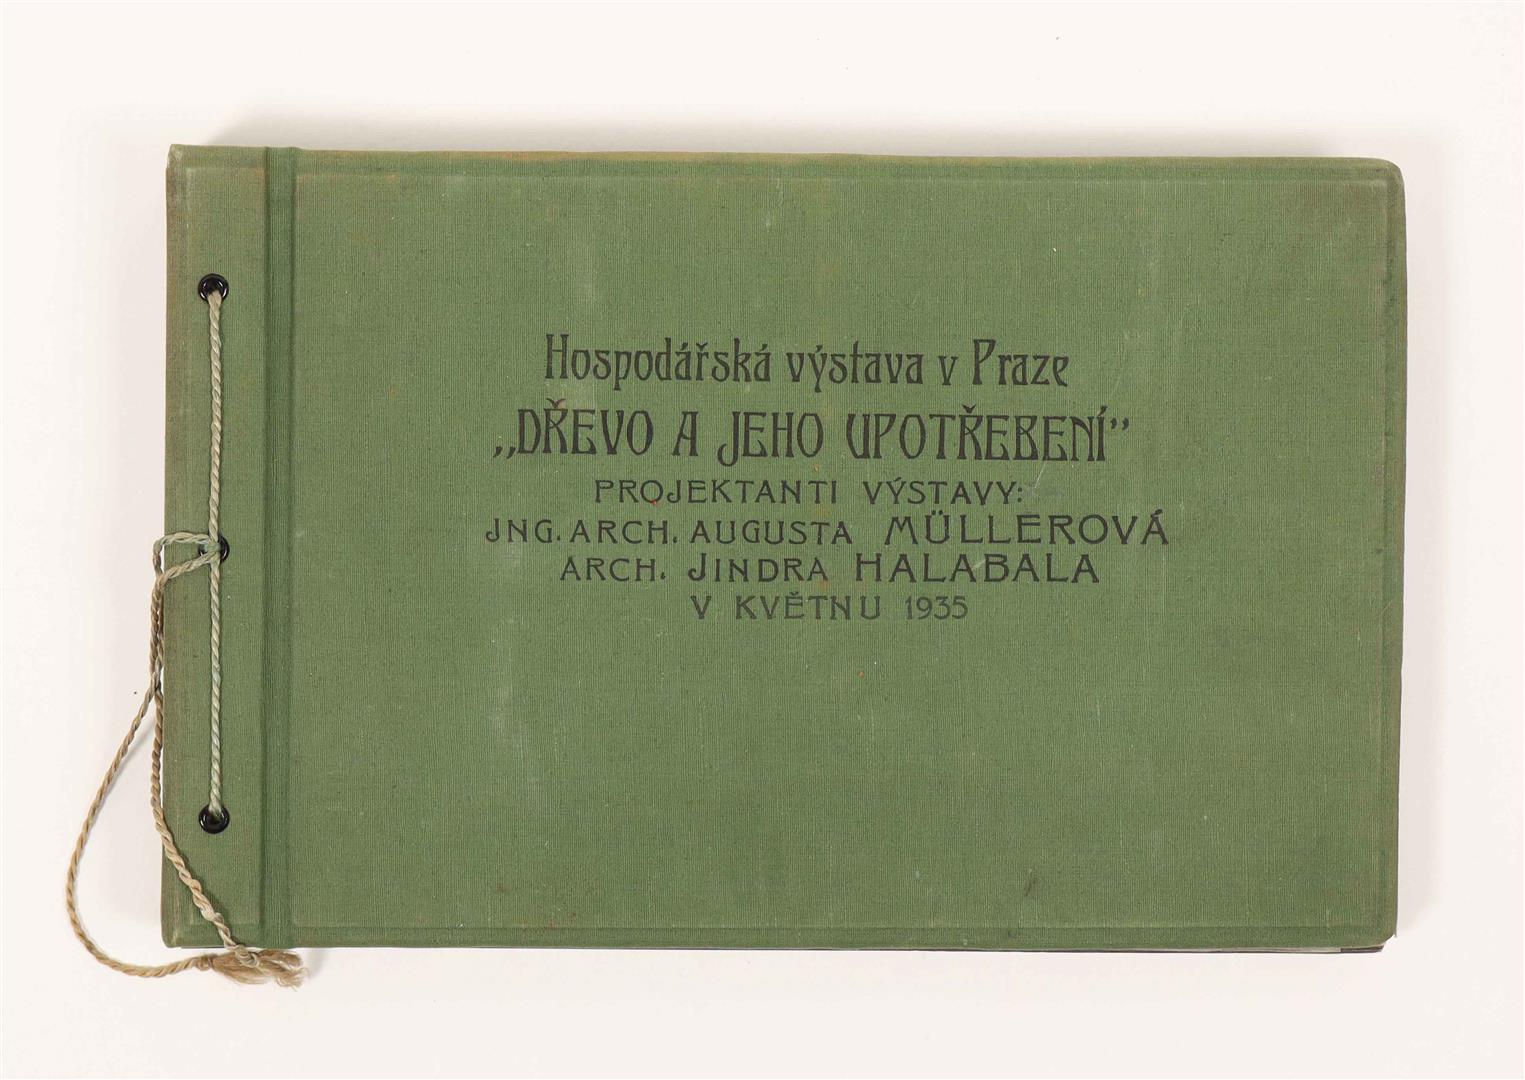 Hospodářská výstava v Praze
„DŘEVO A JEHO UPOTŘEBENÍ”
PROJEKTANTI VÝSTAVY:
JNG. ARCH. AUGUSTA MÜLLEROVÁ
ARCH. JINDRA HALABALA
V KVĚTNU 1935